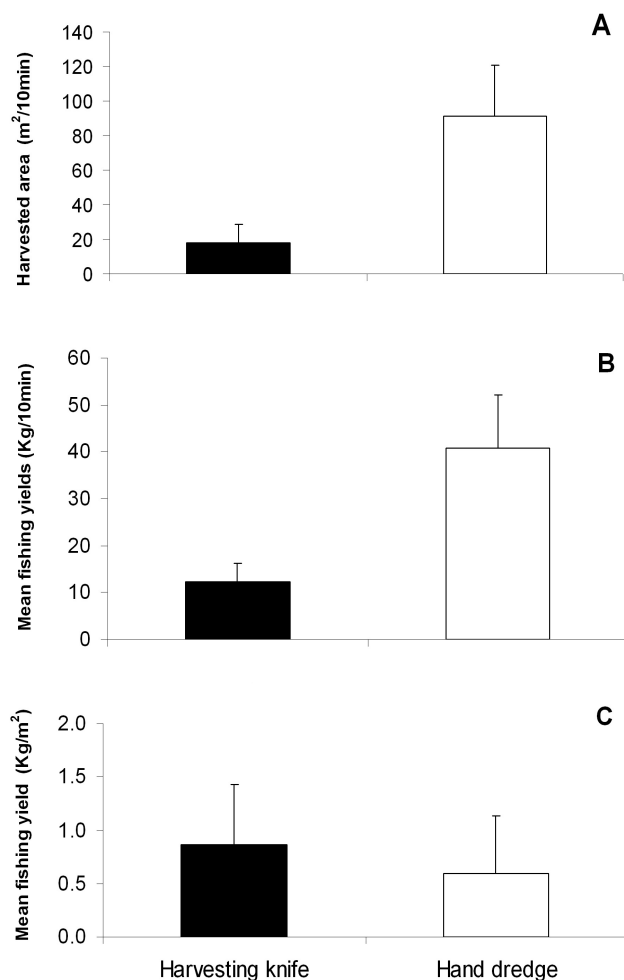 A
Harvested area (m²/10min)
140
120
100
80
60
40
20
0
B
Mean fishing yields (Kg/10min)
60
50
40
30
20
10
0
C
Mean fishing yield (Kg/m²)
2.0
1.5
1.0
0.5
0.0
Harvesting knife Hand dredge